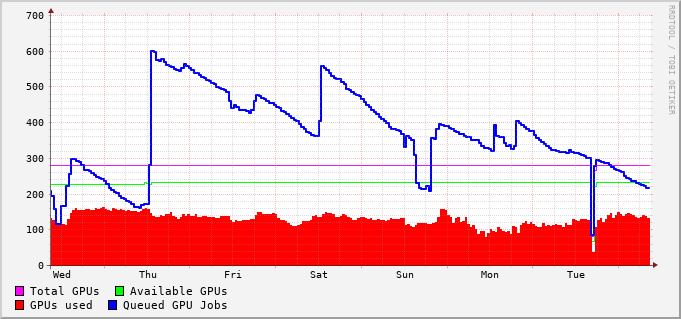 700
600
500
400
300
200
100
0
Wed Thu Fri Sat Sun Mon Tue
Total GPUs Available GPUs
GPUs used Queued GPU Jobs
RRDTOOL / TOBI OETIKER